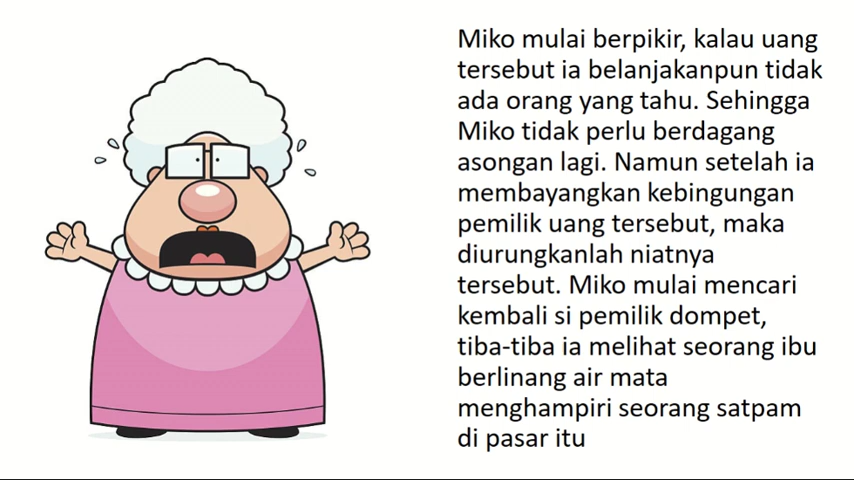 Miko mulai berpikir, kalau uang
tersebut ia belanjakanpun tidak
ada orang yang tahu. Sehingga
Miko tidak perlu berdagang
asongan lagi. Namun setelah ia
membayangkan kebingungan
pemilik uang tersebut, maka
diurungkanlah niatnya
tersebut. Miko mulai mencari
kembali si pemilik dompet,
tiba-tiba ia melihat seorang ibu
berlinang air mata
menghampiri seorang satpam
di pasar itu